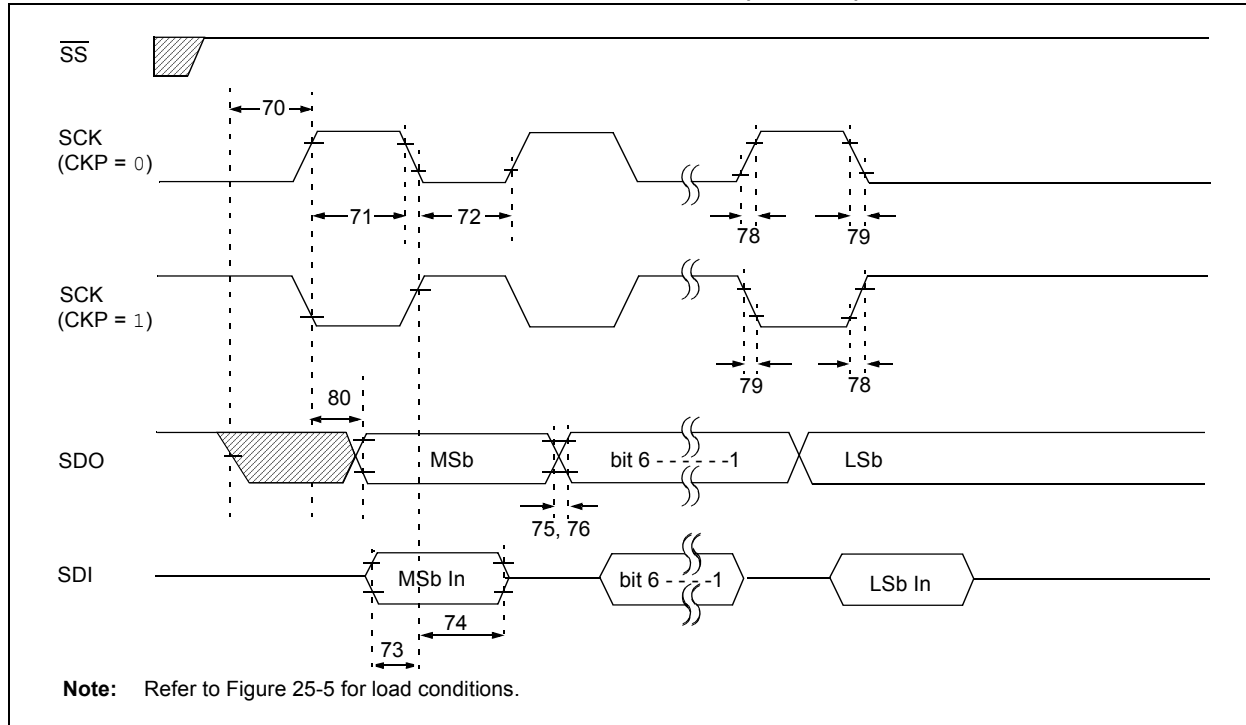 SS
70
SCK
(CKP = 0)
71
72
78
79
SCK
(CKP = 1)
79
78
80
SDO
MSb
bit 6 - - - - - -1
LSb
75, 76
SDI
MSb In
bit 6 - - - -1
LSb In
74
73
Note: Refer to Figure 25-5 for load conditions.